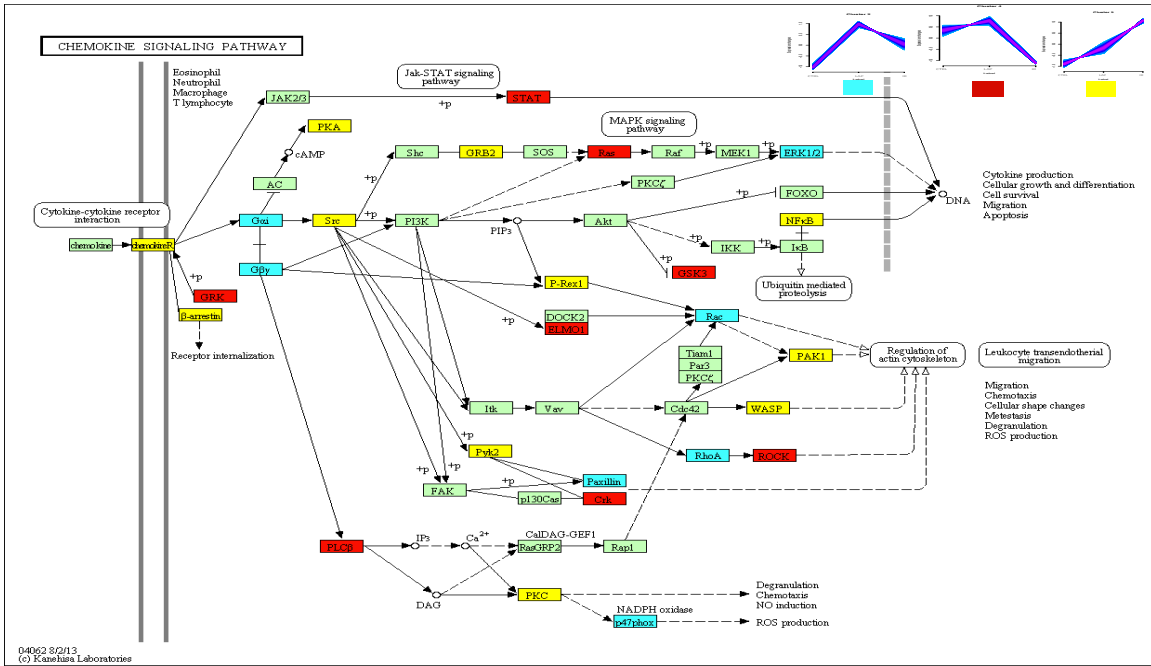 CHEMOKINE SIGNALING PATHWAY
Eosinophil
Neutrophil
Macrophage
T lymphocyte
Jak-STAT signaling
pathway
JAK2/3
+p
STAT
MAPK signaling
pathway
PKA
cAMP
AC
+p
Shc
GRB2
SOS
Ras
Raf
+p
MEK1
+p
ERK1/2
PKCζ
+p
FOXO
DNA
Cytokine production
Cellular growth and differentiation
Cell survival
Migration
Apoptosis
Cytokine-cytokine receptor
interaction
chemokine
chemokineR
Gαi
Src
+p
PI3K
PIP3
Akt
NFκB
+p
IKK
+p
IκB
Gβγ
+p
GSK3
Ubiquitin mediated
proteolysis
+p
GRK
β-arrestin
Receptor internalization
P-Rex1
DOCK2
+p
ELMO1
Rac
Tiam1
Par3
PKCζ
PAK1
Regulation of
actin cytoskeleton
Leukocyte transendotherial
migration
Itk
Vav
Cdc42
WASP
Migration
Chemotaxis
Cellular shape changes
Metastasis
Degranulation
ROS production
+p
Pyk2
RhoA
ROCK
+p
+p
FAK
+p
Paxillin
p130Cas
Crk
PLCβ
IP3
Ca2+
CalDAG-GEF1
RasGRP2
Rap1
DAG
PKC
Degranulation
Chemotaxis
NO induction
NADPH oxidase
p47phox
ROS production
04062 8/2/13
(c) Kanehisa Laboratories